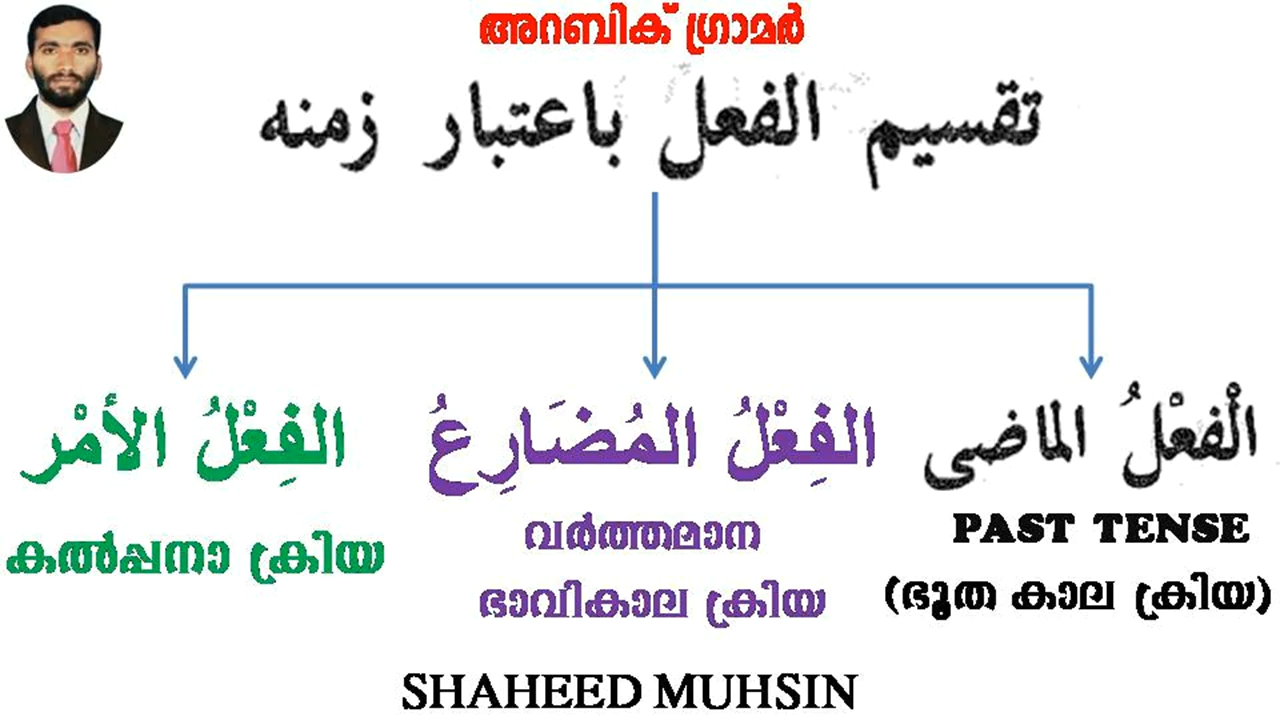 അറബിക് ഗ്രാമർ
تقسيم الفعل باعتبار زمنه
الْفعْلُ الماضى
PAST TENSE
(ഭൂത കാല ക്രിയ)
الفِعْلُ المُضَارِعُ
വർത്തമാന
ഭാവികാല ക്രിയ
الفِعْلُ الأمْر
കൽപ്പനാ ക്രിയ
SHAHEED MUHSIN